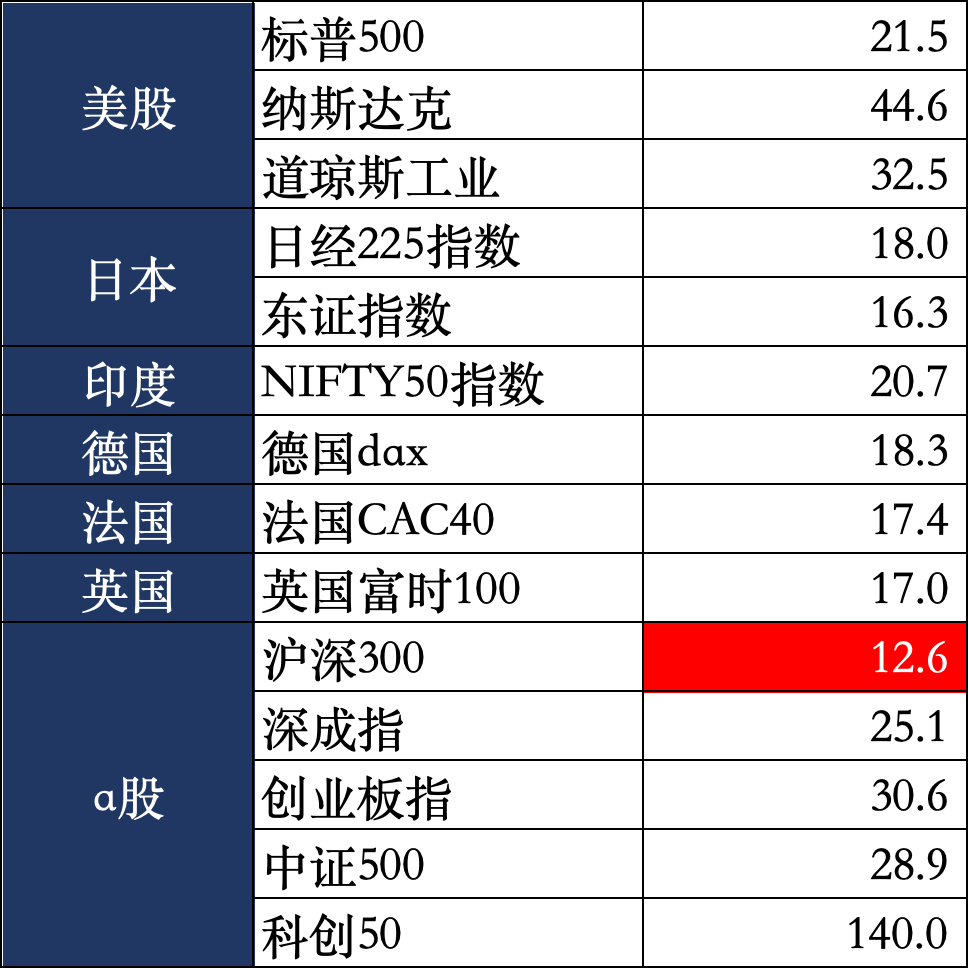 美股
标普500 21.5
纳斯达克 44.6
道琼斯工业 32.5
日本
日经225指数 18.0
东证指数 16.3
印度 NIFTY50指数 20.7
德国 德国dax 18.3
法国 法国CAC40 17.4
英国 英国富时100 17.0
a股
沪深300 12.6
深成指 25.1
创业板指 30.6
中证500 28.9
科创50 140.0